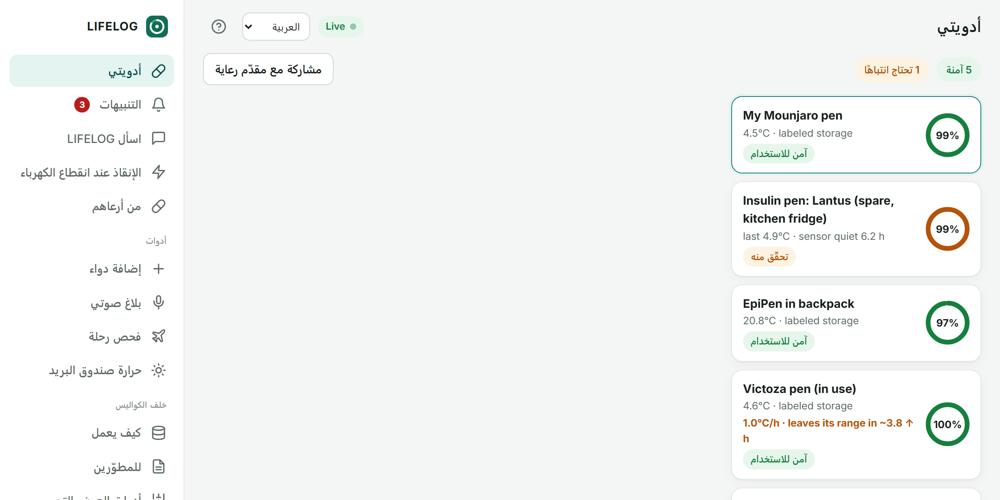 LIFELOG
أدويتي
التنبيهات 3
اسأل LIFELOG
الإنقاذ عند انقطاع الكهرباء
من أرعاهم
أدوات
إضافة دواء
بلاغ صوتي
فحص رحلة
حرارة صندوق البريد
خلف الكواليس
كيف يعمل
للمطوّرين
أدويتي
Live
العربية
5 آمنة
1 تحتاج انتباهًا
مشاركة مع مقدّم رعاية
My Mounjaro pen
4.5°C · labeled storage
آمن للاستخدام
99%
Insulin pen: Lantus (spare,
kitchen fridge)
last 4.9°C · sensor quiet 6.2 h
تحقّق منه
99%
EpiPen in backpack
20.8°C · labeled storage
آمن للاستخدام
97%
Victoza pen (in use)
4.6°C · labeled storage
1.0°C/h · leaves its range in ~3.8 ↑
h
آمن للاستخدام
100%